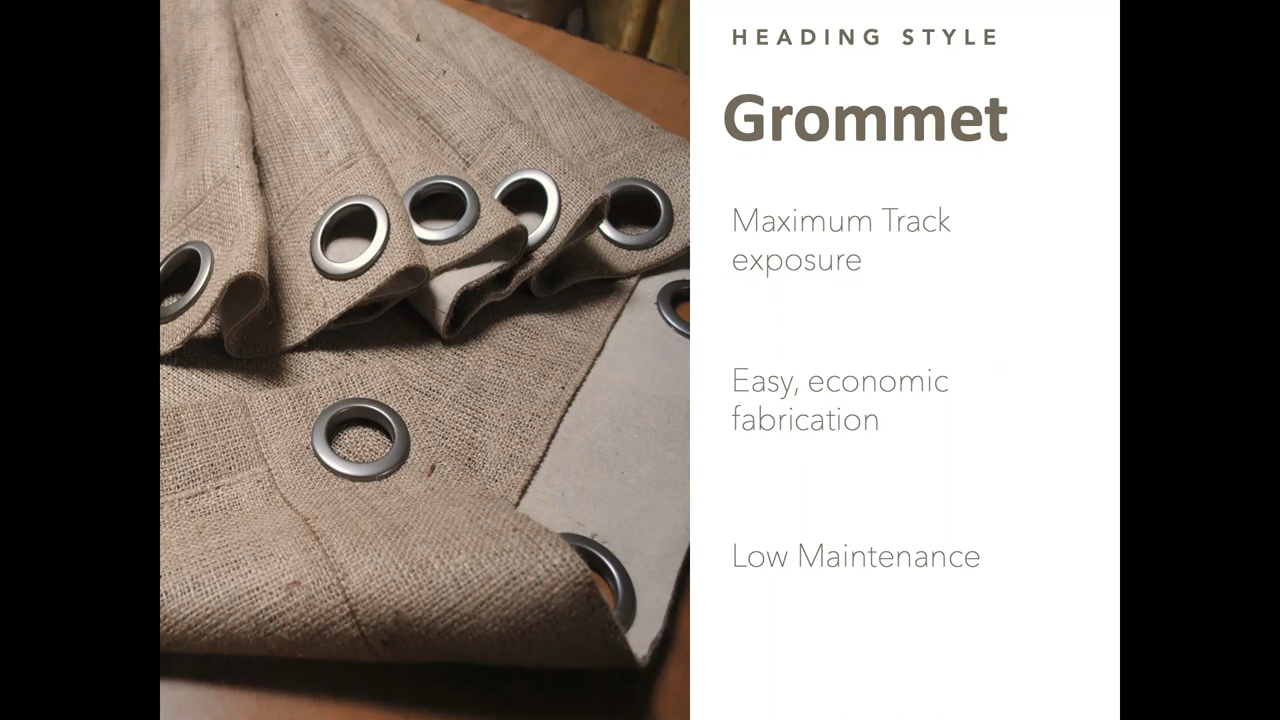 HEADING STYLE
Grommet
Maximum Track
exposure
Easy, economic
fabrication
Low Maintenance